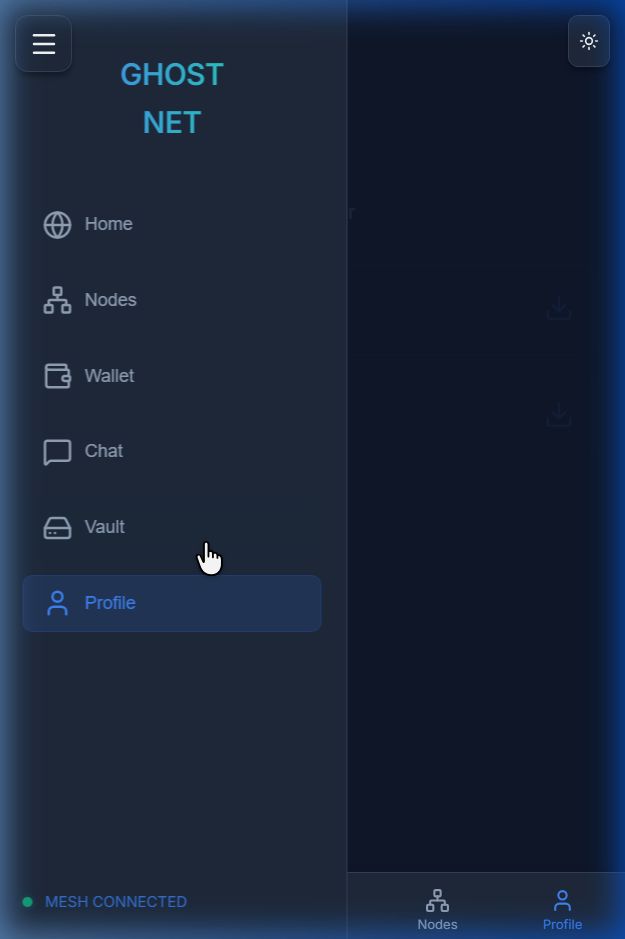 GHOST
NET
Home
Nodes
Wallet
Chat
Vault
Profile
MESH CONNECTED
Nodes
Profile